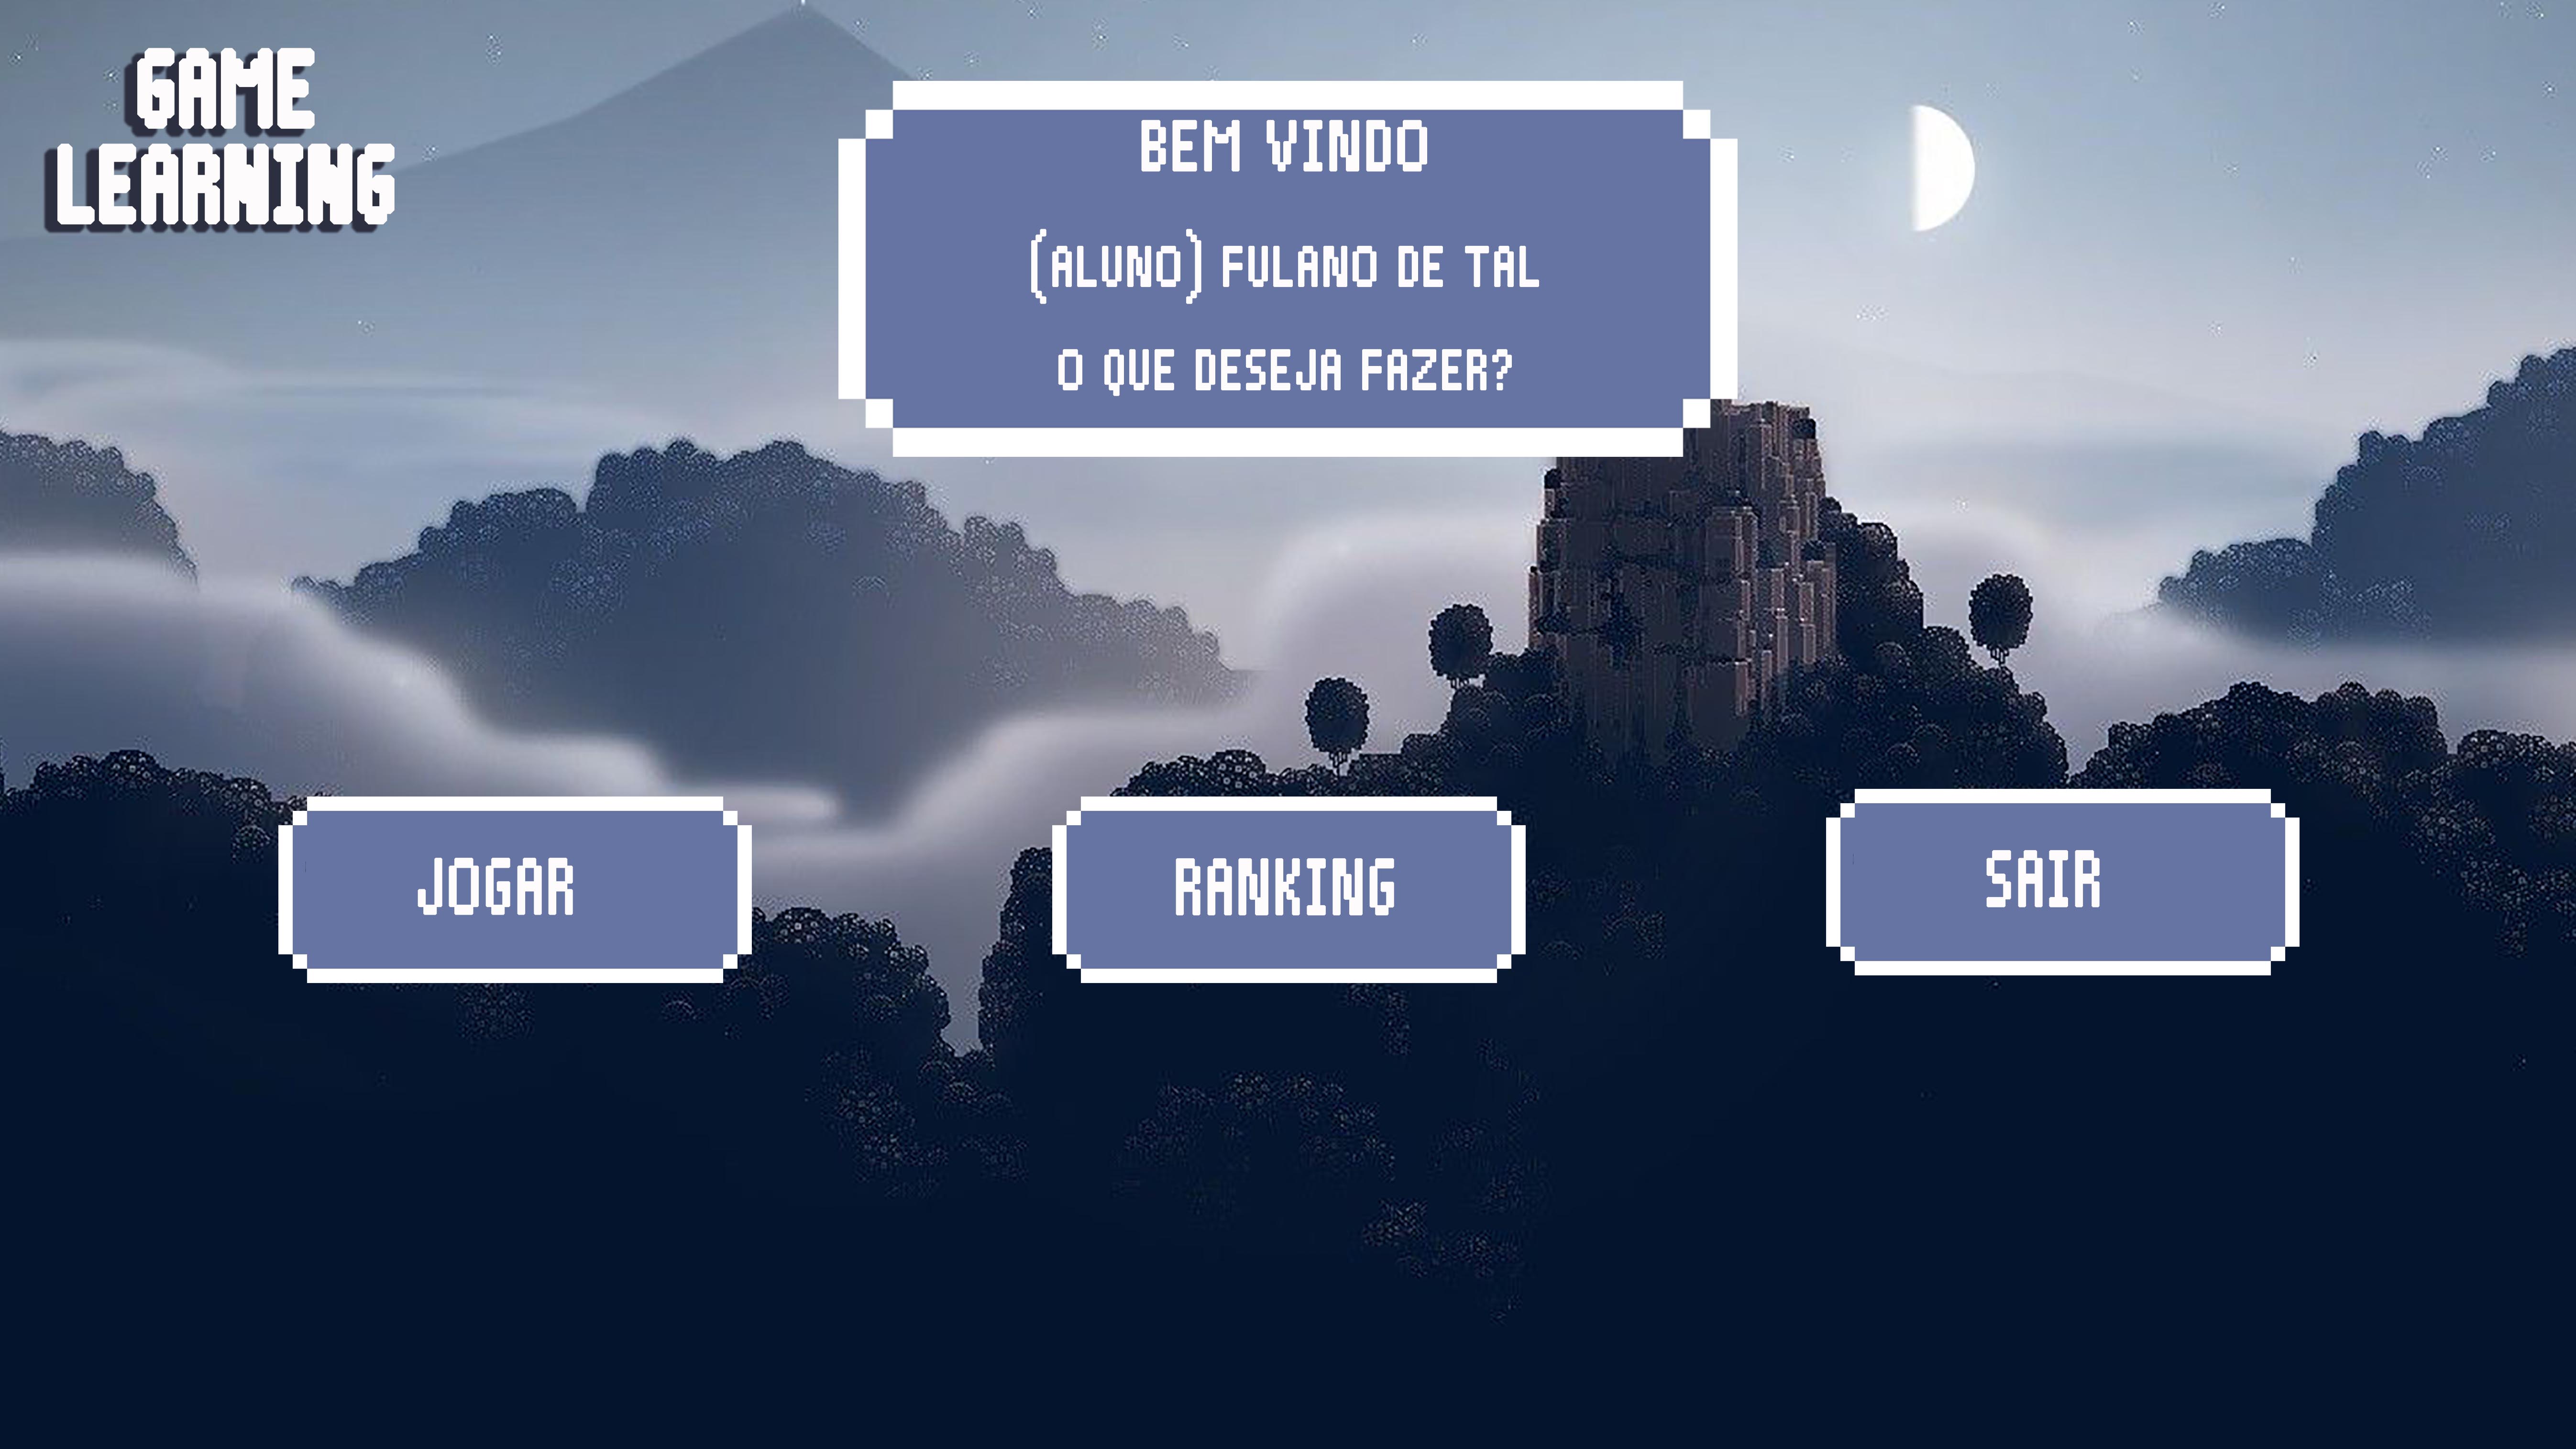 GAME
LEARNING
BEM VINDO
(ALUNO) FULANO DE TAL
O QUE DESEJA FAZER?
JOGAR
RANKING
SAIR